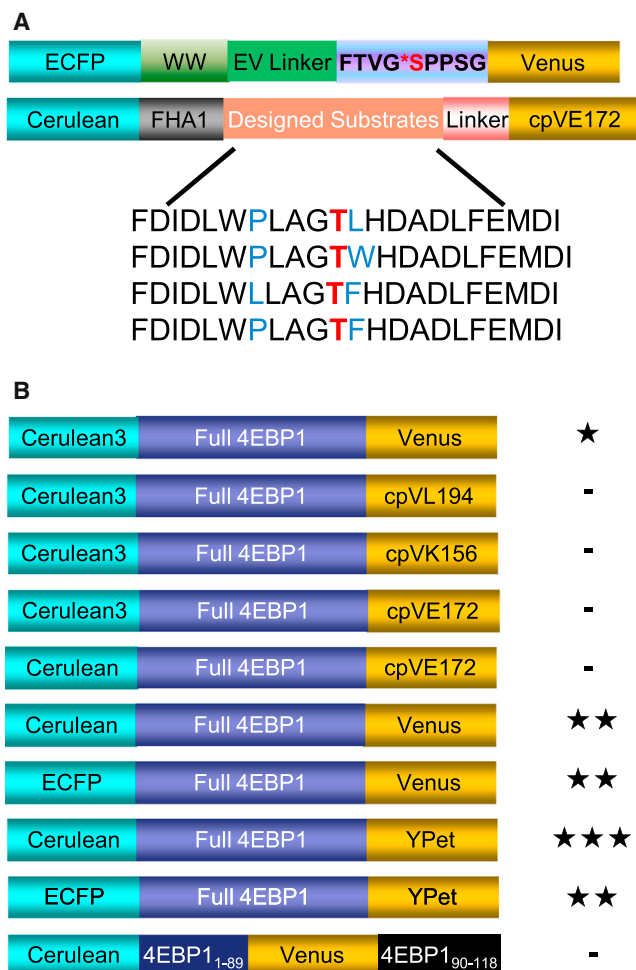 A
ECFP WW EV Linker FTVG*SPPSG Venus
Cerulean FHA1 Designed Substrates Linker cpVE172
FDIDLWPLAGTLHDADLFEMDI
FDIDLWPLAGTWHDADLFEMDI
FDIDLWLLAGTFHDADLFEMDI
FDIDLWPLAGTFHDADLFEMDI
B
Cerulean3 Full 4EBP1 Venus ★
Cerulean3 Full 4EBP1 cpVL194 -
Cerulean3 Full 4EBP1 cpVK156 -
Cerulean3 Full 4EBP1 cpVE172 -
Cerulean Full 4EBP1 cpVE172 -
Cerulean Full 4EBP1 Venus ★★
ECFP Full 4EBP1 Venus ★★
Cerulean Full 4EBP1 YPet ★★★
ECFP Full 4EBP1 YPet ★★
Cerulean 4EBP1₁₋₈₉ Venus 4EBP1₉₀₋₁₁₈ -